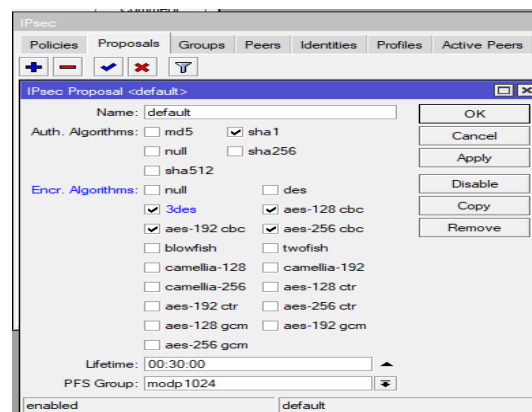 Comment
IPsec
Policies Proposals Groups Peers Identities Profiles Active Peers
IPsec Proposal <default>
Name: default
OK
Auth. Algorithms: md5 sha1
Cancel
null sha256
Apply
sha512
Encr. Algorithms: null des
Disable
3des aes-128 cbc
Copy
aes-192 cbc aes-256 cbc
Remove
blowfish twofish
camellia-128 camellia-192
camellia-256 aes-128 ctr
aes-192 ctr aes-256 ctr
aes-128 gcm aes-192 gcm
aes-256 gcm
Lifetime: 00:30:00
PFS Group: modp1024
enabled default